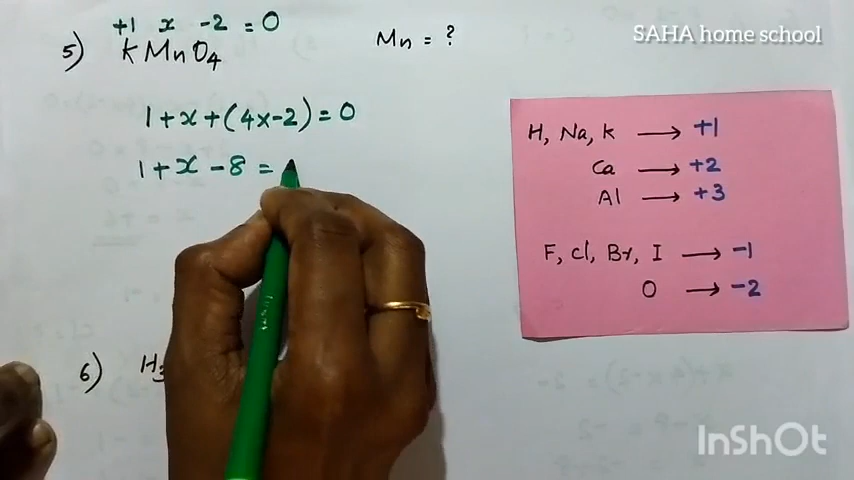 +1 x -2 = 0
5) KMnO4
Mn = ?
SAHA home school
1 + x + (4x-2) = 0
1 + x - 8 =
H, Na, K → +1
Ca → +2
Al → +3
F, Cl, Br, I → -1
O → -2
6) H3
InShOt